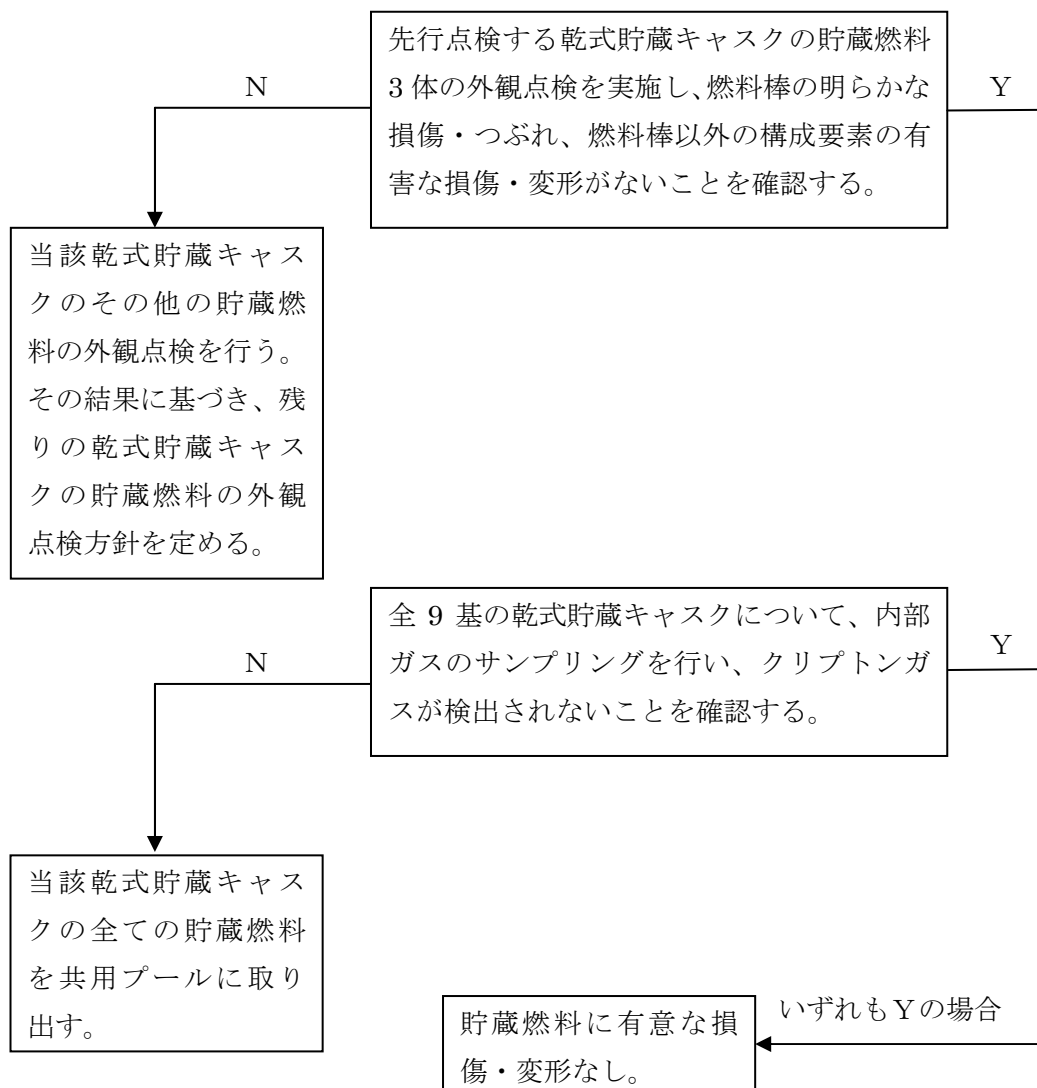 先行点検する乾式貯蔵キャスクの貯蔵燃料
3 体の外観点検を実施し、燃料棒の明らかな
損傷・つぶれ、燃料棒以外の構成要素の有
害な損傷・変形がないことを確認する。
N
Y
当該乾式貯蔵キャス
クのその他の貯蔵燃
料の外観点検を行う。
その結果に基づき、残
りの乾式貯蔵キャス
クの貯蔵燃料の外観
点検方針を定める。
全 9 基の乾式貯蔵キャスクについて、内部
ガスのサンプリングを行い、クリプトンガ
スが検出されないことを確認する。
N
Y
当該乾式貯蔵キャス
クの全ての貯蔵燃料
を共用プールに取り
出す。
いずれもYの場合
貯蔵燃料に有意な損
傷・変形なし。